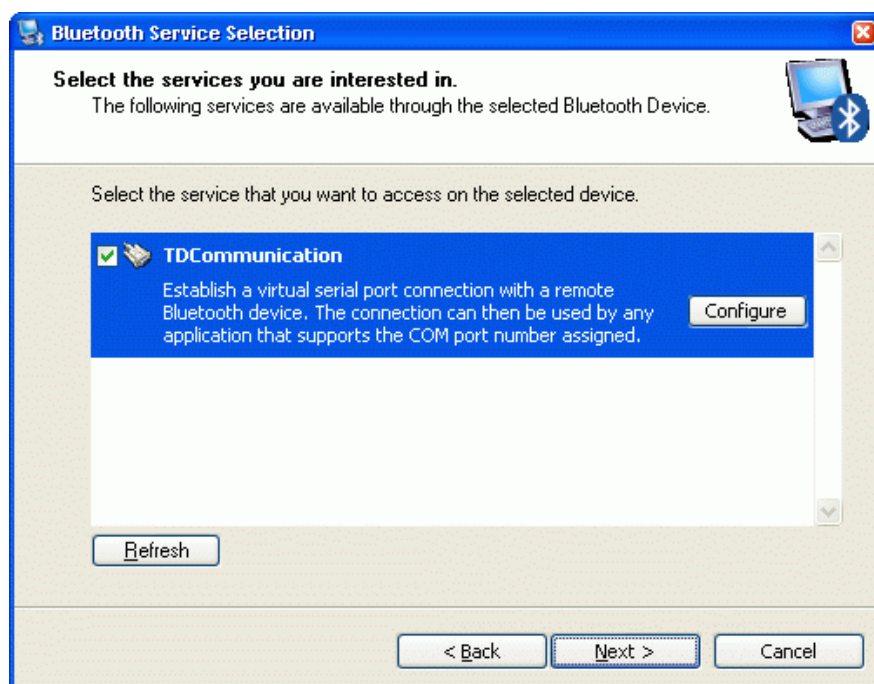 Bluetooth Service Selection
Select the services you are interested in.
The following services are available through the selected Bluetooth Device.
Select the service that you want to access on the selected device.
TDCommunication
Establish a virtual serial port connection with a remote
Bluetooth device. The connection can then be used by any
application that supports the COM port number assigned.
Configure
Refresh
< Back
Next >
Cancel